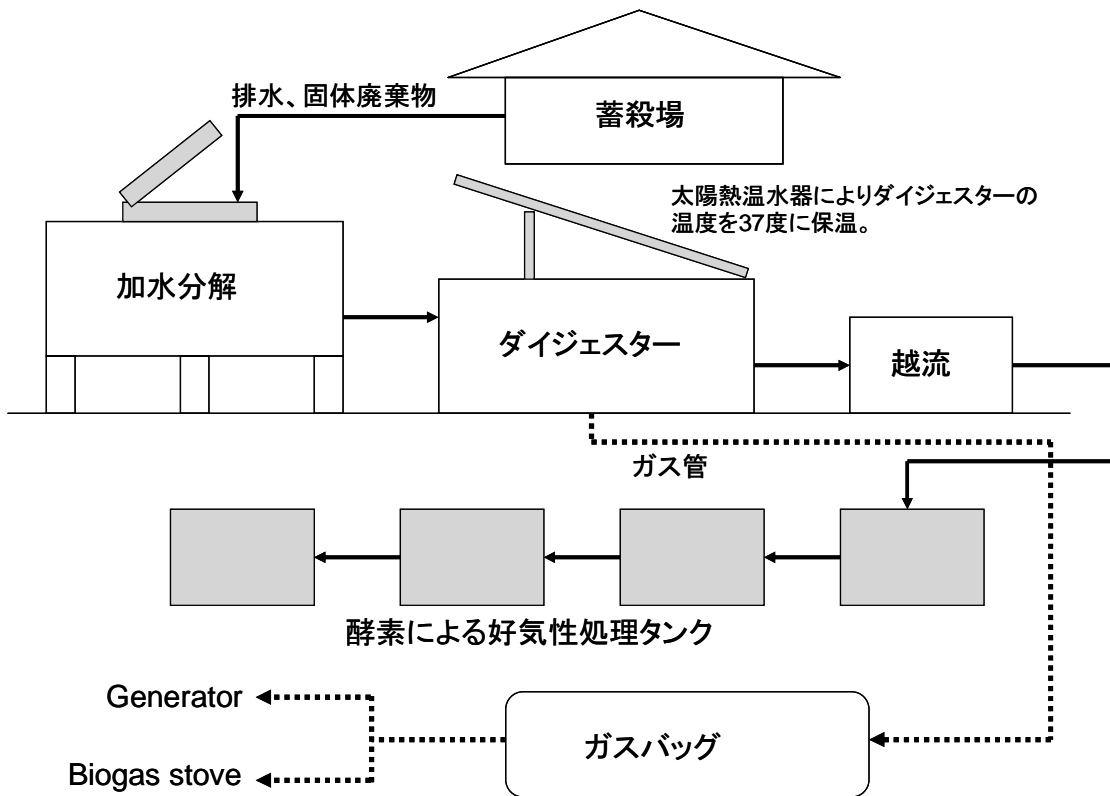 排水、固体廃棄物
蓄殺場
太陽熱温水器によりダイジェスターの
温度を37度に保温。
加水分解
ダイジェスター
越流
ガス管
酵素による好気性処理タンク
Generator
ガスバッグ
Biogas stove